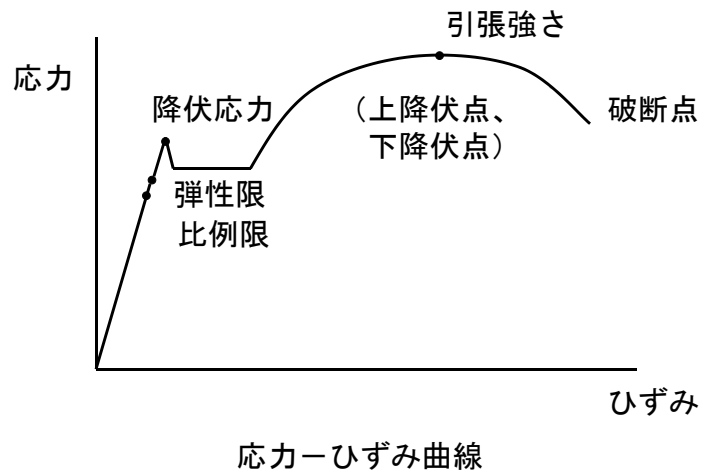 引張強さ
応力
降伏応力
（上降伏点、
下降伏点）
破断点
弾性限
比例限
ひずみ
応力－ひずみ曲線